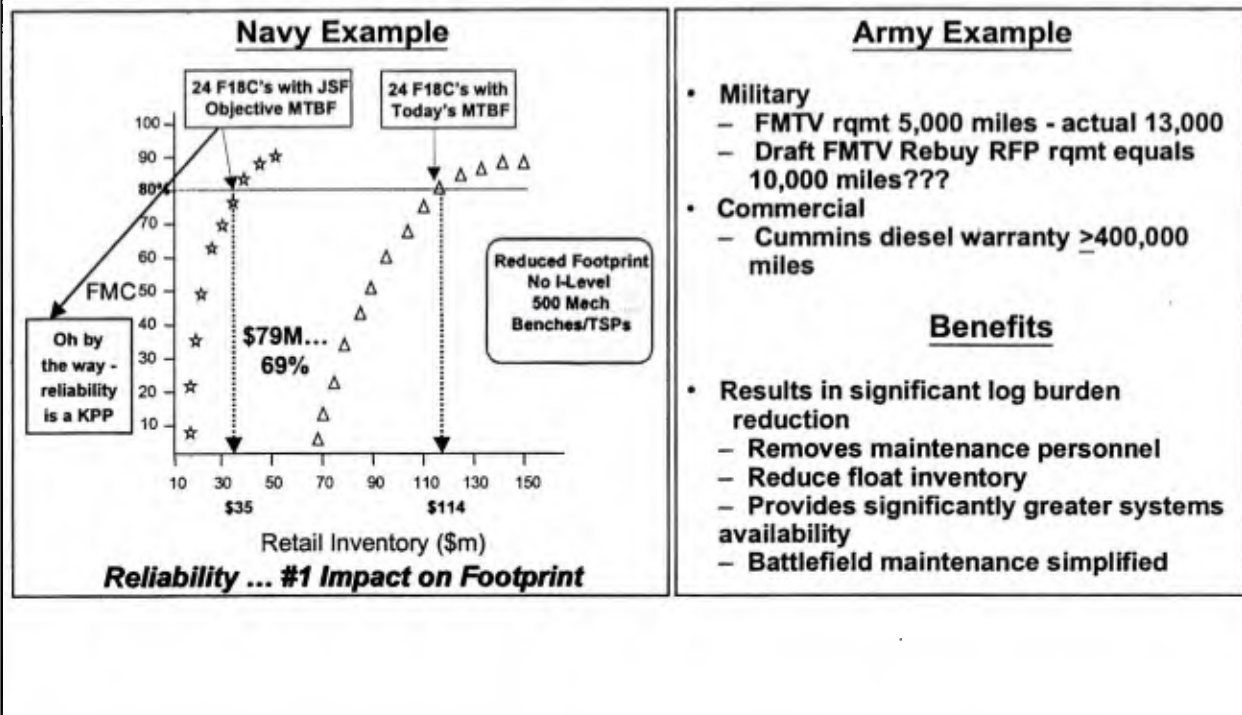 Navy Example
24 F18C's with JSF
Objective MTBF
24 F18C's with
Today's MTBF
100
90
80%
70
60
FMC 50
40
30
20
10
Oh by
the way -
reliability
is a KPP
$79M...
69%
Reduced Footprint
No I-Level
500 Mech
Benches/TSPs
10 30 50 70 90 110 130 150
$35 $114
Retail Inventory ($m)
Reliability ... #1 Impact on Footprint
Army Example
• Military
– FMTV rqmt 5,000 miles - actual 13,000
– Draft FMTV Rebuy RFP rqmt equals
10,000 miles???
• Commercial
– Cummins diesel warranty ≥400,000
miles
Benefits
• Results in significant log burden
reduction
– Removes maintenance personnel
– Reduce float inventory
– Provides significantly greater systems
availability
– Battlefield maintenance simplified